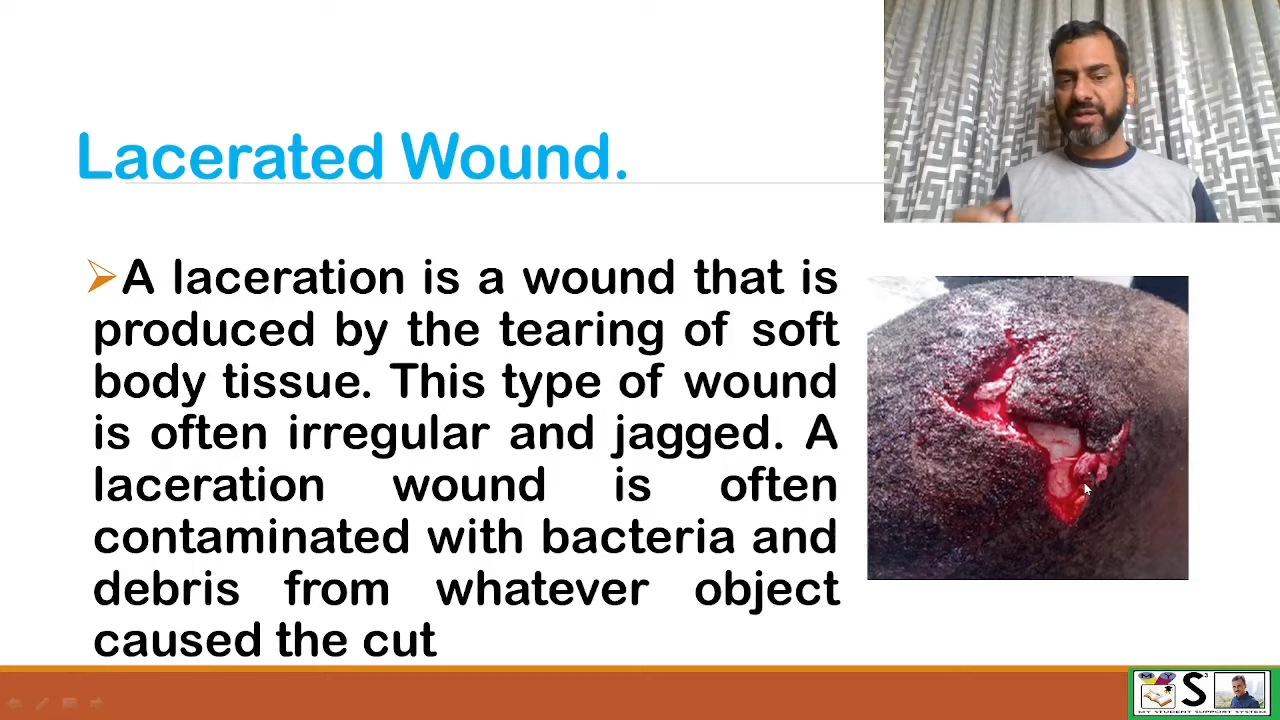 Lacerated Wound.
A laceration is a wound that is
produced by the tearing of soft
body tissue. This type of wound
is often irregular and jagged. A
laceration wound is often
contaminated with bacteria and
debris from whatever object
caused the cut
M Y
S³
MY STUDENT SUPPORT SYSTEM